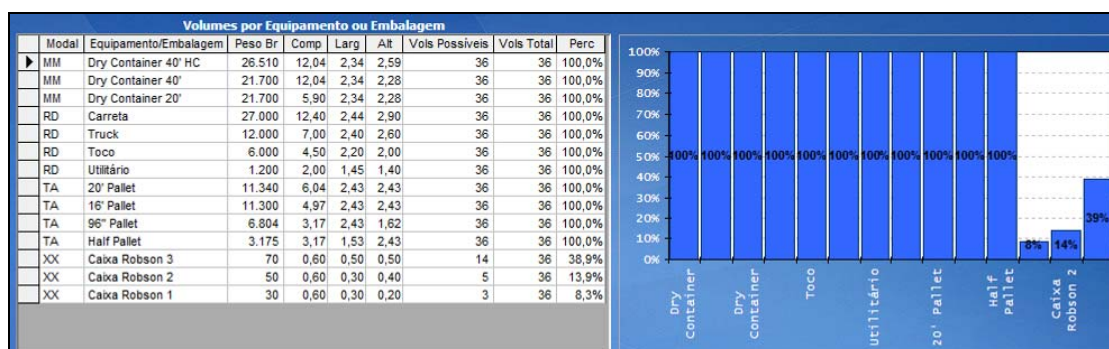 Volumes por Equipamento ou Embalagem
Modal Equipamento/Embalagem Peso Br Comp Larg Alt Vols Possíveis Vols Total Perc
MM Dry Container 40' HC 26.510 12,04 2,34 2,59 36 36 100,0%
MM Dry Container 40' 21.700 12,04 2,34 2,28 36 36 100,0%
MM Dry Container 20' 21.700 5,90 2,34 2,28 36 36 100,0%
RD Carreta 27.000 12,40 2,44 2,90 36 36 100,0%
RD Truck 12.000 7,00 2,40 2,60 36 36 100,0%
RD Toco 6.000 4,50 2,20 2,00 36 36 100,0%
RD Utilitário 1.200 2,00 1,45 1,40 36 36 100,0%
TA 20' Pallet 11.340 6,04 2,43 2,43 36 36 100,0%
TA 16' Pallet 11.300 4,97 2,43 2,43 36 36 100,0%
TA 96" Pallet 6.804 3,17 2,43 1,62 36 36 100,0%
TA Half Pallet 3.175 3,17 1,53 2,43 36 36 100,0%
XX Caixa Robson 3 70 0,60 0,50 0,50 14 36 38,9%
XX Caixa Robson 2 50 0,60 0,30 0,40 5 36 13,9%
XX Caixa Robson 1 30 0,60 0,30 0,20 3 36 8,3%
100%
90%
80%
70%
60%
50%
40%
30%
20%
10%
0%
100% 100% 100% 100% 100% 100% 100% 100% 100% 100% 100% 8% 14% 39%
Dry
Container
Dry
Container
Toco
Utilitário
20' Pallet
Half
Pallet
Caixa
Robson 2